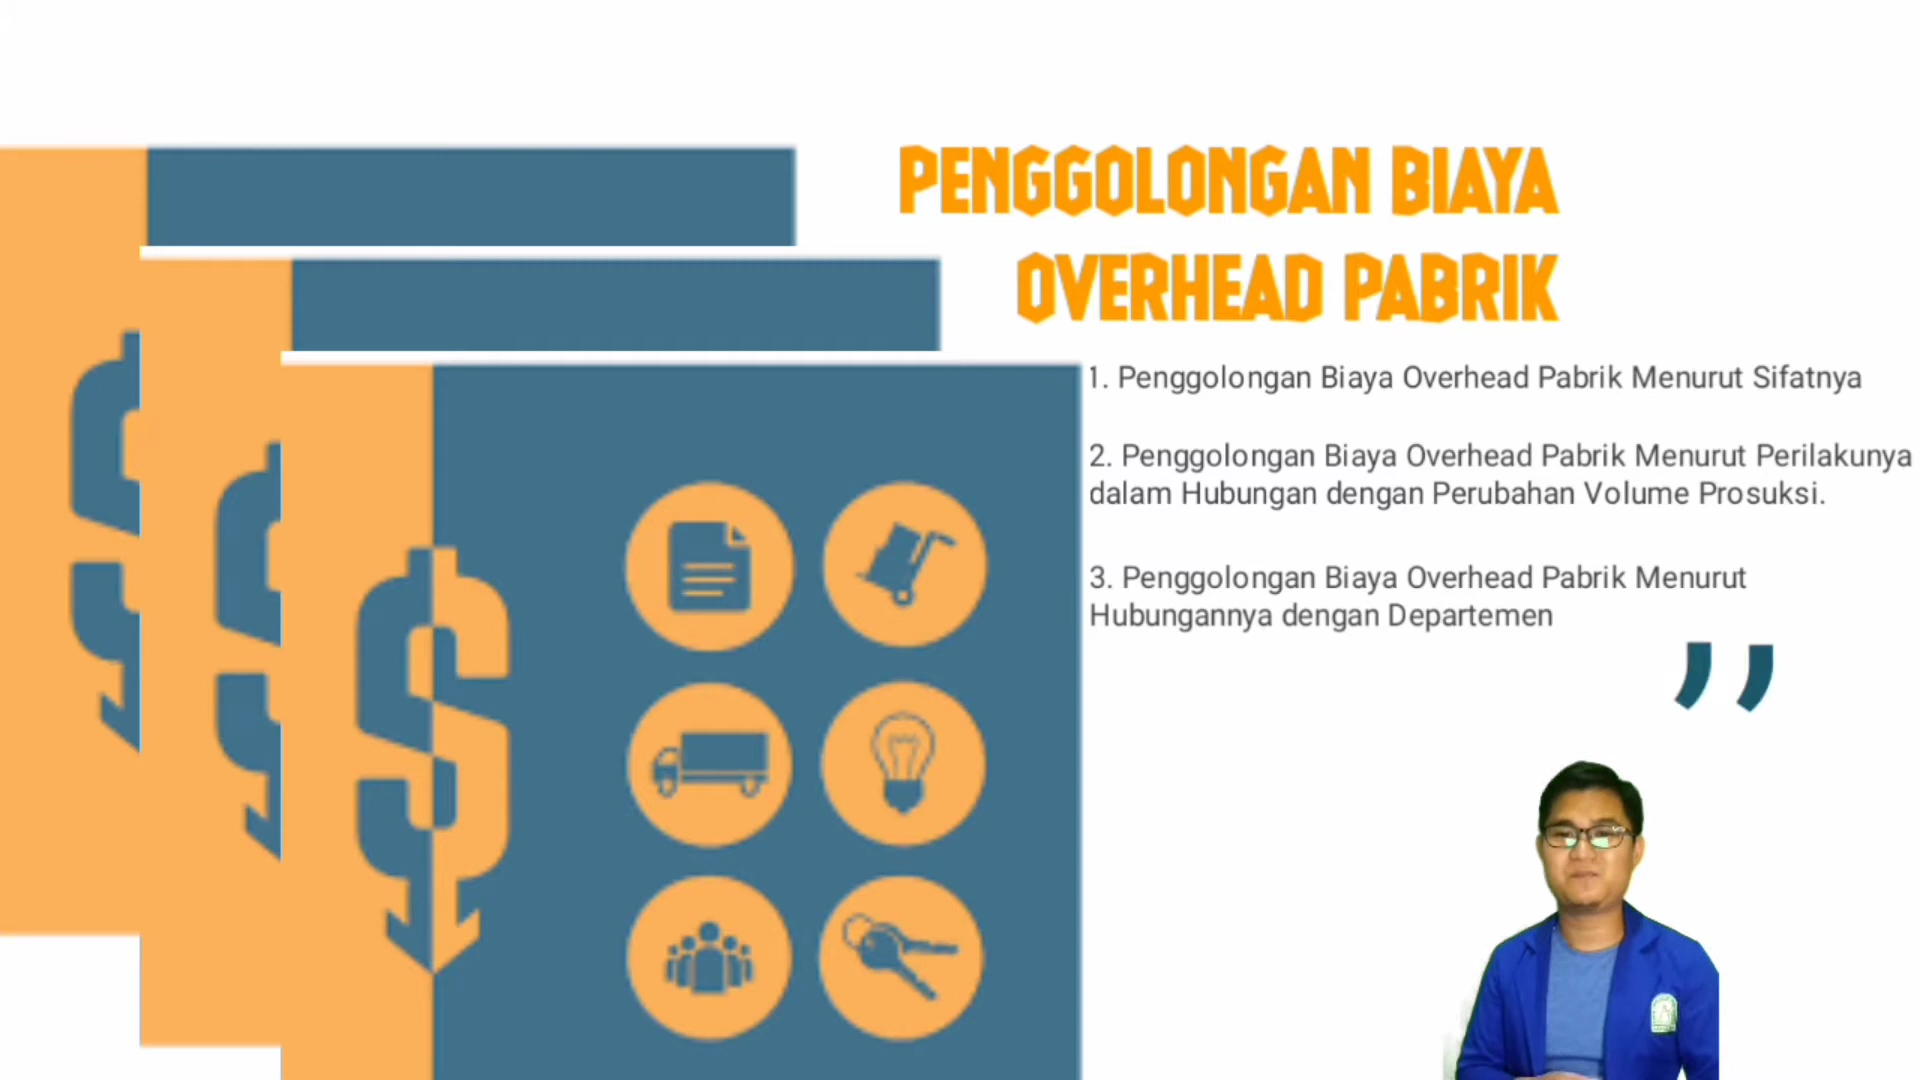 PENGGOLONGAN BIAYA
OVERHEAD PABRIK
1. Penggolongan Biaya Overhead Pabrik Menurut Sifatnya
2. Penggolongan Biaya Overhead Pabrik Menurut Perilakunya
dalam Hubungan dengan Perubahan Volume Prosuksi.
3. Penggolongan Biaya Overhead Pabrik Menurut
Hubungannya dengan Departemen
”